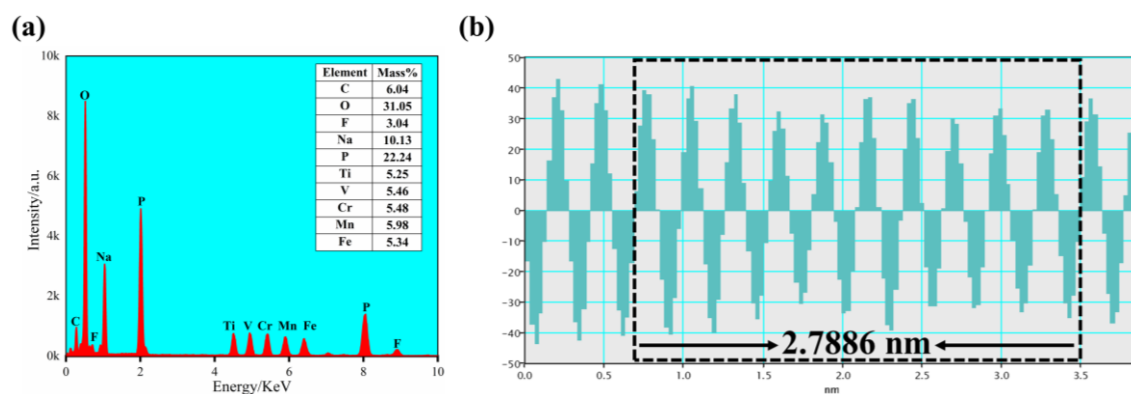 (a)
10k
8k
6k
4k
2k
0k
Intensity/a.u.
O
P
Na
C
F
Ti V Cr Mn Fe
P
F
Element Mass%
C 6.04
O 31.05
F 3.04
Na 10.13
P 22.24
Ti 5.25
V 5.46
Cr 5.48
Mn 5.98
Fe 5.34
0 2 4 6 8 10
Energy/KeV
(b)
50
40
30
20
10
0
-10
-20
-30
-40
-50
2.7886 nm
0.0 0.5 1.0 1.5 2.0 2.5 3.0 3.5
nm